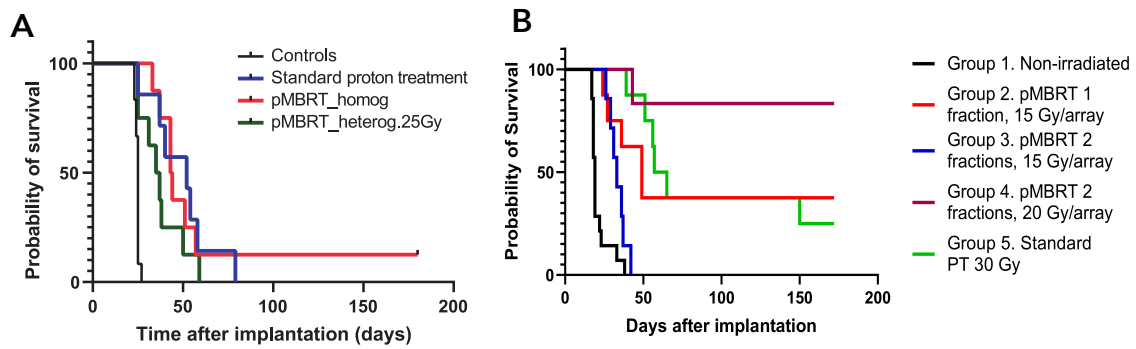 A
Probability of survival
100
50
0
0
50
100
150
200
Time after implantation (days)
Controls
Standard proton treatment
pMBRT_homog
pMBRT_heterog.25Gy
B
Probability of Survival
100
50
0
0
50
100
150
200
Days after implantation
Group 1. Non-irradiated
Group 2. pMBRT 1
fraction, 15 Gy/array
Group 3. pMBRT 2
fractions, 15 Gy/array
Group 4. pMBRT 2
fractions, 20 Gy/array
Group 5. Standard
PT 30 Gy